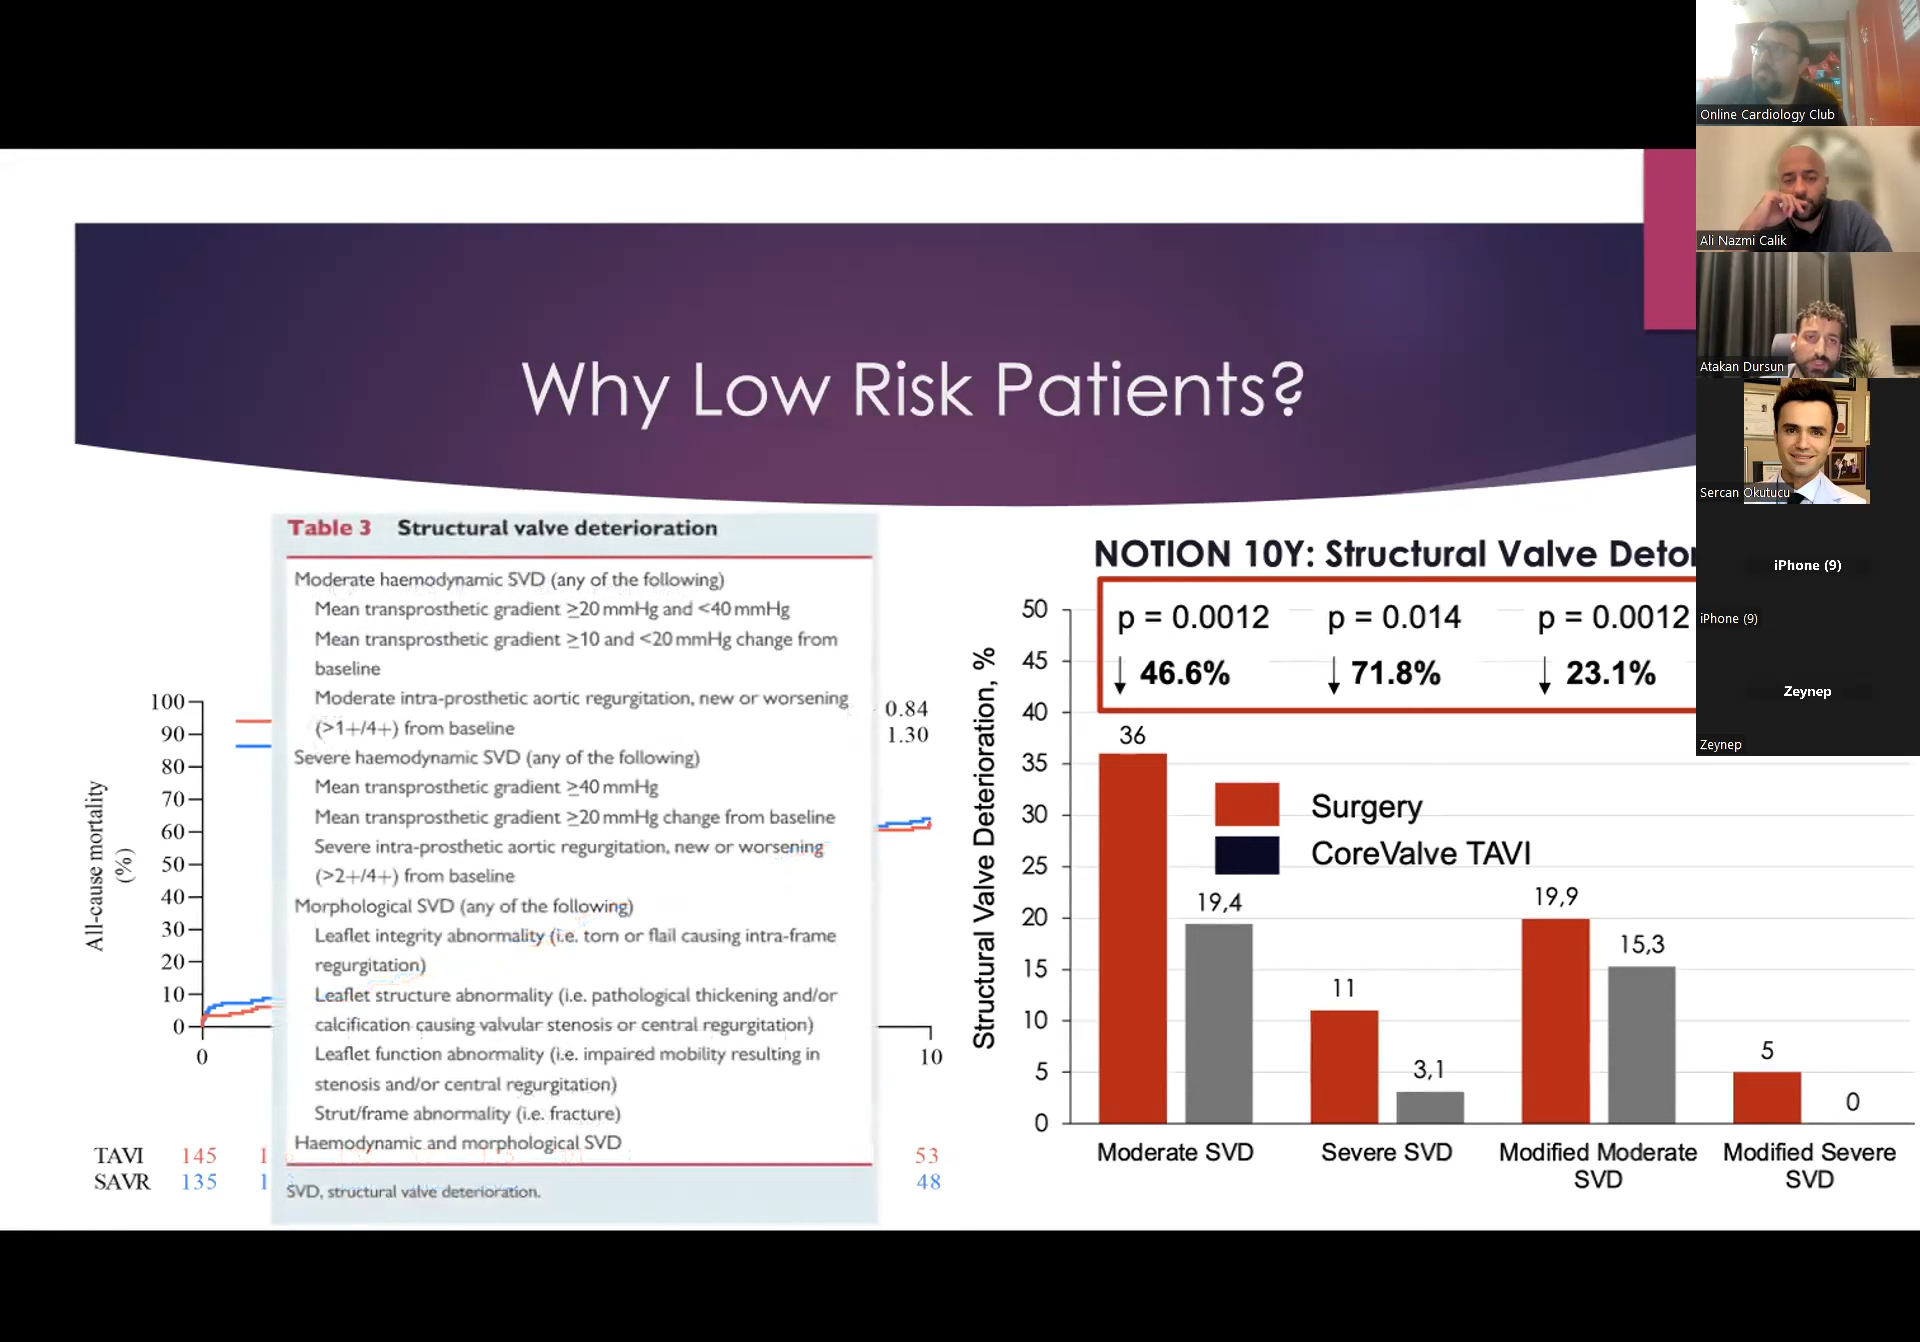 Why Low Risk Patients?
Table 3 Structural valve deterioration
Moderate haemodynamic SVD (any of the following)
Mean transprosthetic gradient ≥20 mmHg and <40 mmHg
Mean transprosthetic gradient ≥10 and <20 mmHg change from
baseline
Moderate intra-prosthetic aortic regurgitation, new or worsening
(>1+/4+) from baseline
Severe haemodynamic SVD (any of the following)
Mean transprosthetic gradient ≥40 mmHg
Mean transprosthetic gradient ≥20 mmHg change from baseline
Severe intra-prosthetic aortic regurgitation, new or worsening
(>2+/4+) from baseline
Morphological SVD (any of the following)
Leaflet integrity abnormality (i.e. torn or flail causing intra-frame
regurgitation)
Leaflet structure abnormality (i.e. pathological thickening and/or
calcification causing valvular stenosis or central regurgitation)
Leaflet function abnormality (i.e. impaired mobility resulting in
stenosis and/or central regurgitation)
Strut/frame abnormality (i.e. fracture)
Haemodynamic and morphological SVD
SVD, structural valve deterioration.
All-cause mortality
(%)
100
90
80
70
60
50
40
30
20
10
0
0
10
0.84
1.30
TAVI 145 1 53
SAVR 135 1 48
NOTION 10Y: Structural Valve Deter
p = 0.0012 p = 0.014 p = 0.0012
↓ 46.6% ↓ 71.8% ↓ 23.1%
Structural Valve Deterioration, %
50
45
40
35
30
25
20
15
10
5
0
Surgery
CoreValve TAVI
36
19,4
11
3,1
19,9
15,3
5
0
Moderate SVD
Severe SVD
Modified Moderate
SVD
Modified Severe
SVD
Online Cardiology Club
Ali Nazmi Calik
Atakan Dursun
Sercan Okutucu
iPhone (9)
iPhone (9)
Zeynep
Zeynep